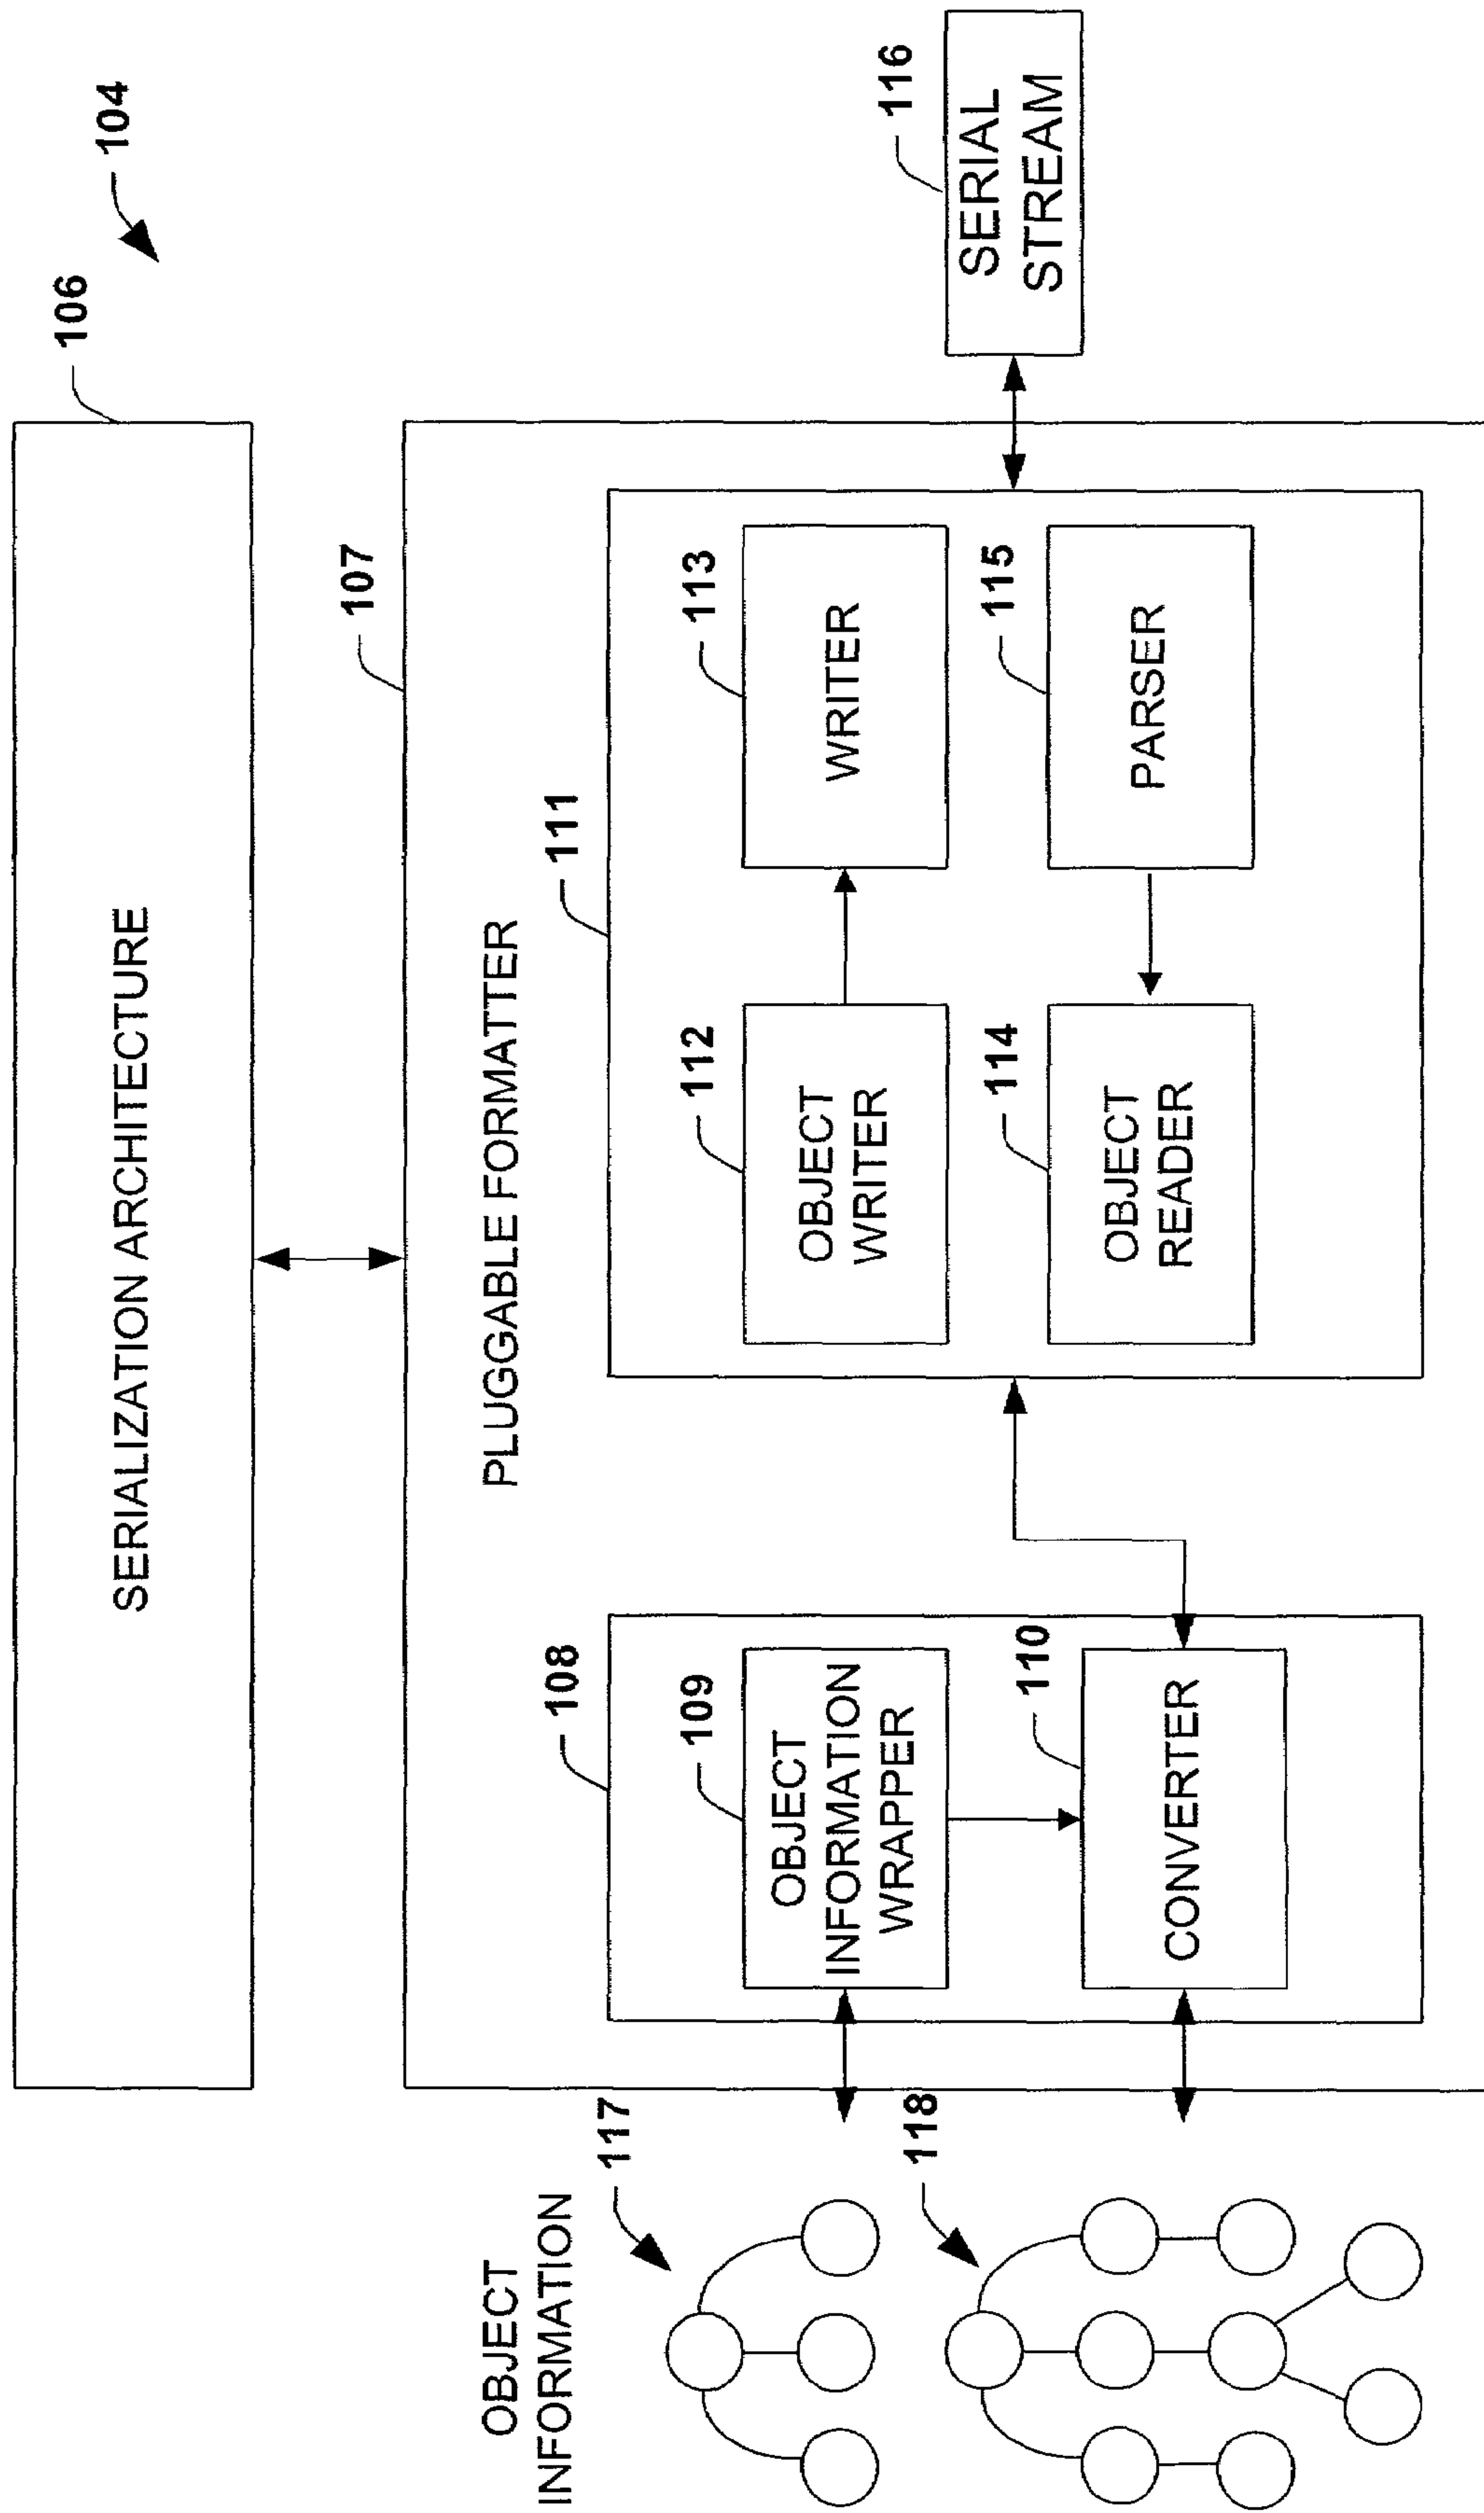 104
106
SERIALIZATION ARCHITECTURE
107
PLUGGABLE FORMATTER
OBJECT
INFORMATION
117
118
108
109
OBJECT
INFORMATION
WRAPPER
110
CONVERTER
111
112
OBJECT
WRITER
113
WRITER
114
OBJECT
READER
115
PARSER
116
SERIAL
STREAM